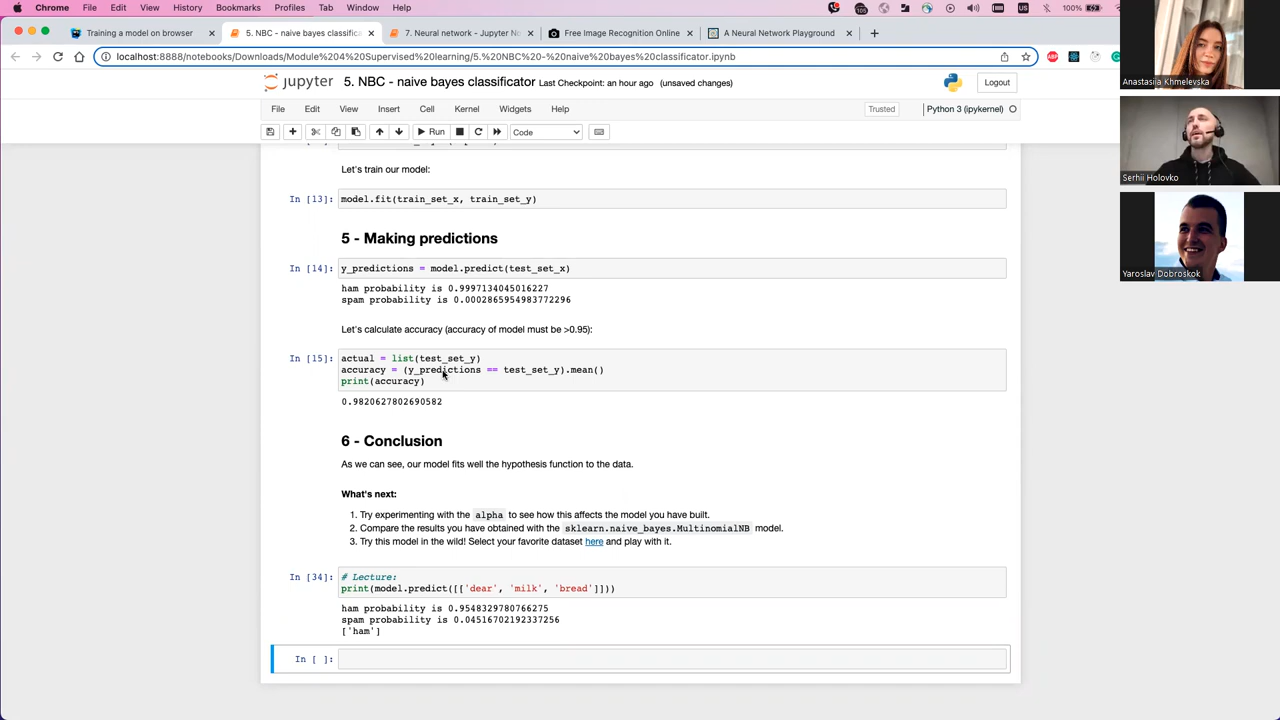 Chrome File Edit View History Bookmarks Profiles Tab Window Help 100%
Training a model on browser
5. NBC - naive bayes classifica
7. Neural network - Jupyter No
Free Image Recognition Online
A Neural Network Playground
localhost:8888/notebooks/Downloads/Module%204%20Supervised%20learning/5.%20NBC%20-%20naive%20bayes%20classificator.ipynb
jupyter 5. NBC - naive bayes classificator Last Checkpoint: an hour ago (unsaved changes)
Logout
File Edit View Insert Cell Kernel Widgets Help
Trusted
Python 3 (ipykernel)
Run
Code
Let's train our model:
In [13]: model.fit(train_set_x, train_set_y)
5 - Making predictions
In [14]: y_predictions = model.predict(test_set_x)
ham probability is 0.9997134045016227
spam probability is 0.0002865954983772296
Let's calculate accuracy (accuracy of model must be >0.95):
In [15]: actual = list(test_set_y)
accuracy = (y_predictions == test_set_y).mean()
print(accuracy)
0.9820627802690582
6 - Conclusion
As we can see, our model fits well the hypothesis function to the data.
What's next:
1. Try experimenting with the alpha to see how this affects the model you have built.
2. Compare the results you have obtained with the sklearn.naive_bayes.MultinomialNB model.
3. Try this model in the wild! Select your favorite dataset here and play with it.
In [34]: # Lecture:
print(model.predict([['dear', 'milk', 'bread']]))
ham probability is 0.9548329780766275
spam probability is 0.04516702192337256
['ham']
In [ ]:
Anastasiia Khmelevska
Serhii Holovko
Yaroslav Dobroskok